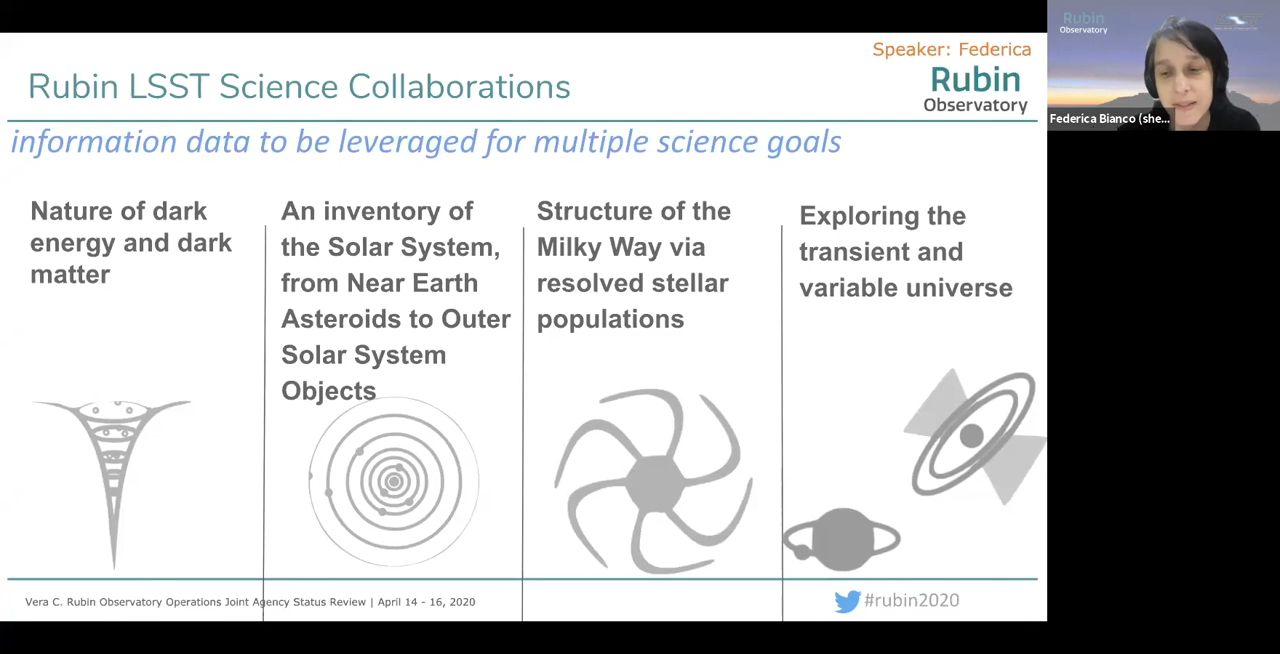 Speaker: Federica
Rubin LSST Science Collaborations
Rubin
Observatory
information data to be leveraged for multiple science goals
Nature of dark
energy and dark
matter
An inventory of
the Solar System,
from Near Earth
Asteroids to Outer
Solar System
Objects
Structure of the
Milky Way via
resolved stellar
populations
Exploring the
transient and
variable universe
Vera C. Rubin Observatory Operations Joint Agency Status Review | April 14 - 16, 2020
#rubin2020
Rubin
Observatory
Federica Bianco (she...